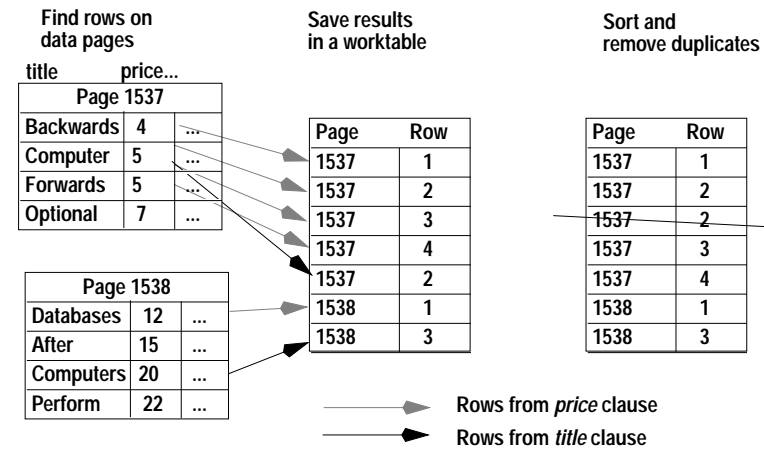 Find rows on
data pages
title price...
Page 1537
Backwards 4 ...
Computer 5 ...
Forwards 5 ...
Optional 7 ...
Page 1538
Databases 12 ...
After 15 ...
Computers 20 ...
Perform 22 ...
Save results
in a worktable
Page Row
1537 1
1537 2
1537 3
1537 4
1537 2
1538 1
1538 3
Sort and
remove duplicates
Page Row
1537 1
1537 2
1537 2
1537 3
1537 4
1538 1
1538 3
Rows from price clause
Rows from title clause